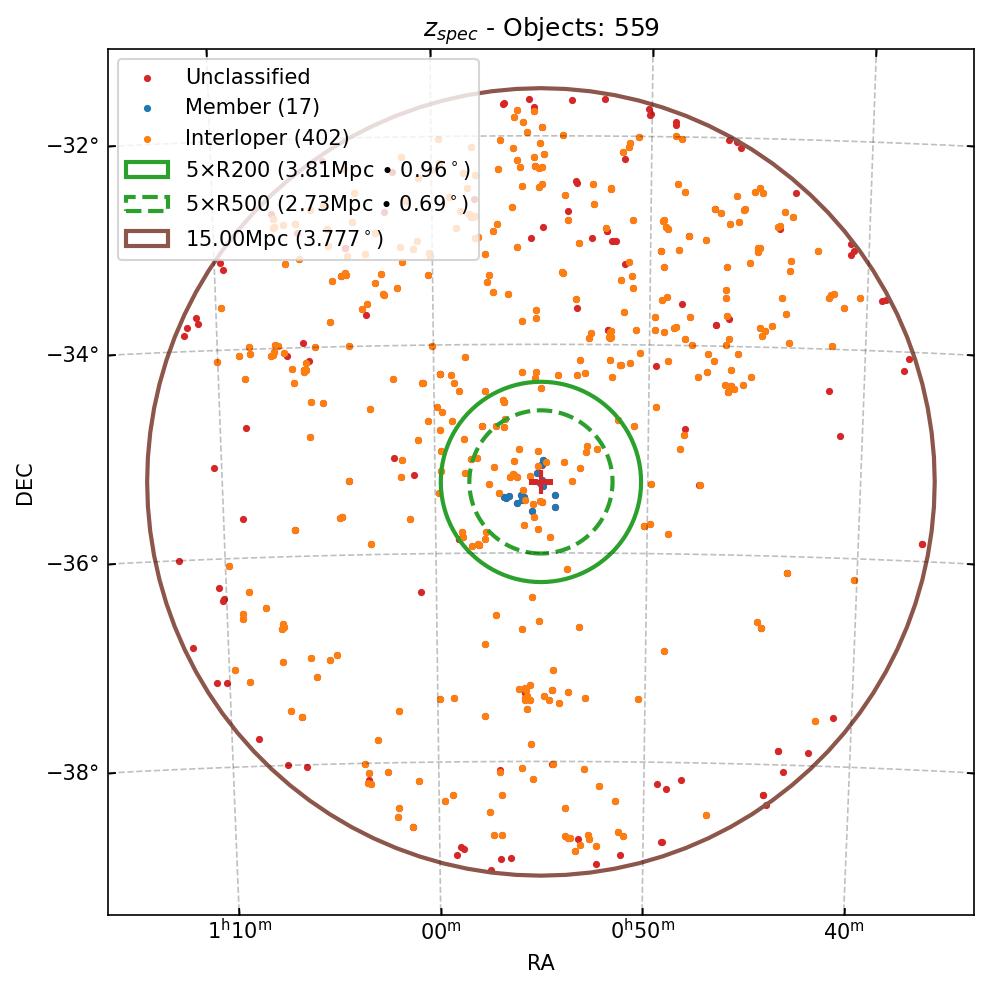 z_spec - Objects: 559
Unclassified
Member (17)
Interloper (402)
5×R200 (3.81Mpc • 0.96°)
5×R500 (2.73Mpc • 0.69°)
15.00Mpc (3.777°)
−32°
−34°
−36°
−38°
DEC
1ʰ10ᵐ 00ᵐ 0ʰ50ᵐ 40ᵐ
RA